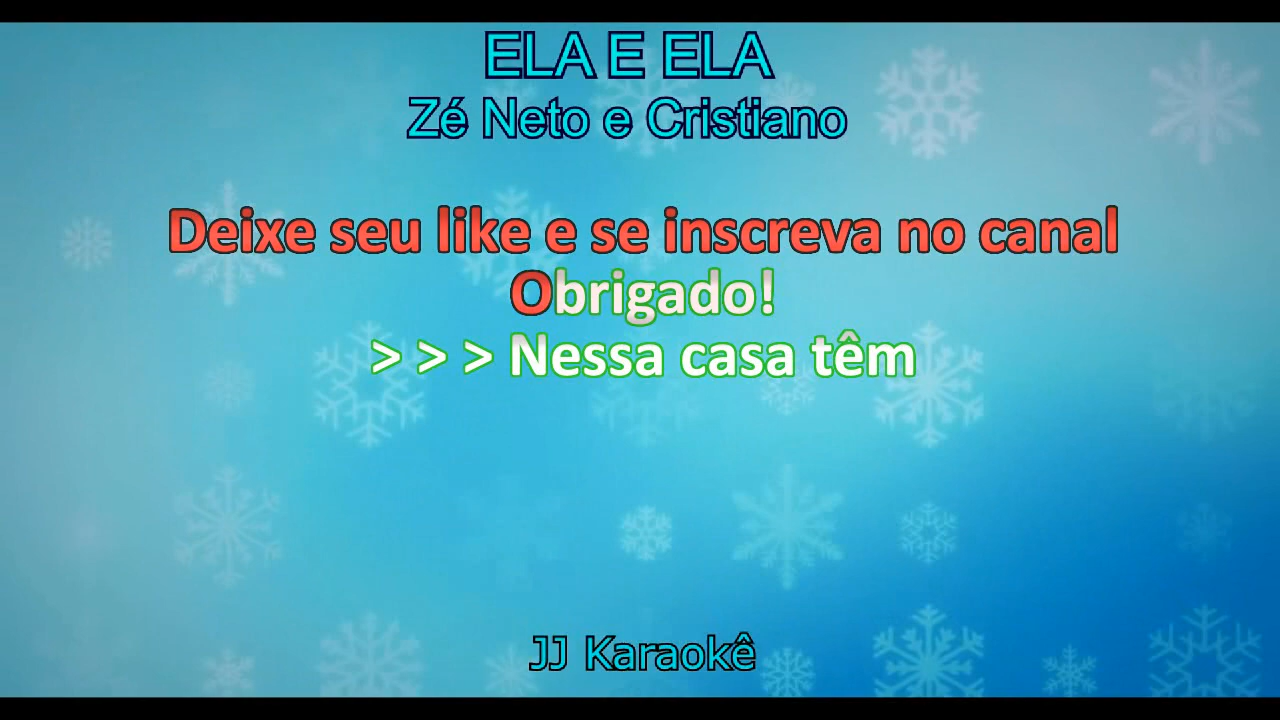 ELA E ELA
Zé Neto e Cristiano
Deixe seu like e se inscreva no canal
Obrigado!
> > > Nessa casa têm
JJ Karaokê